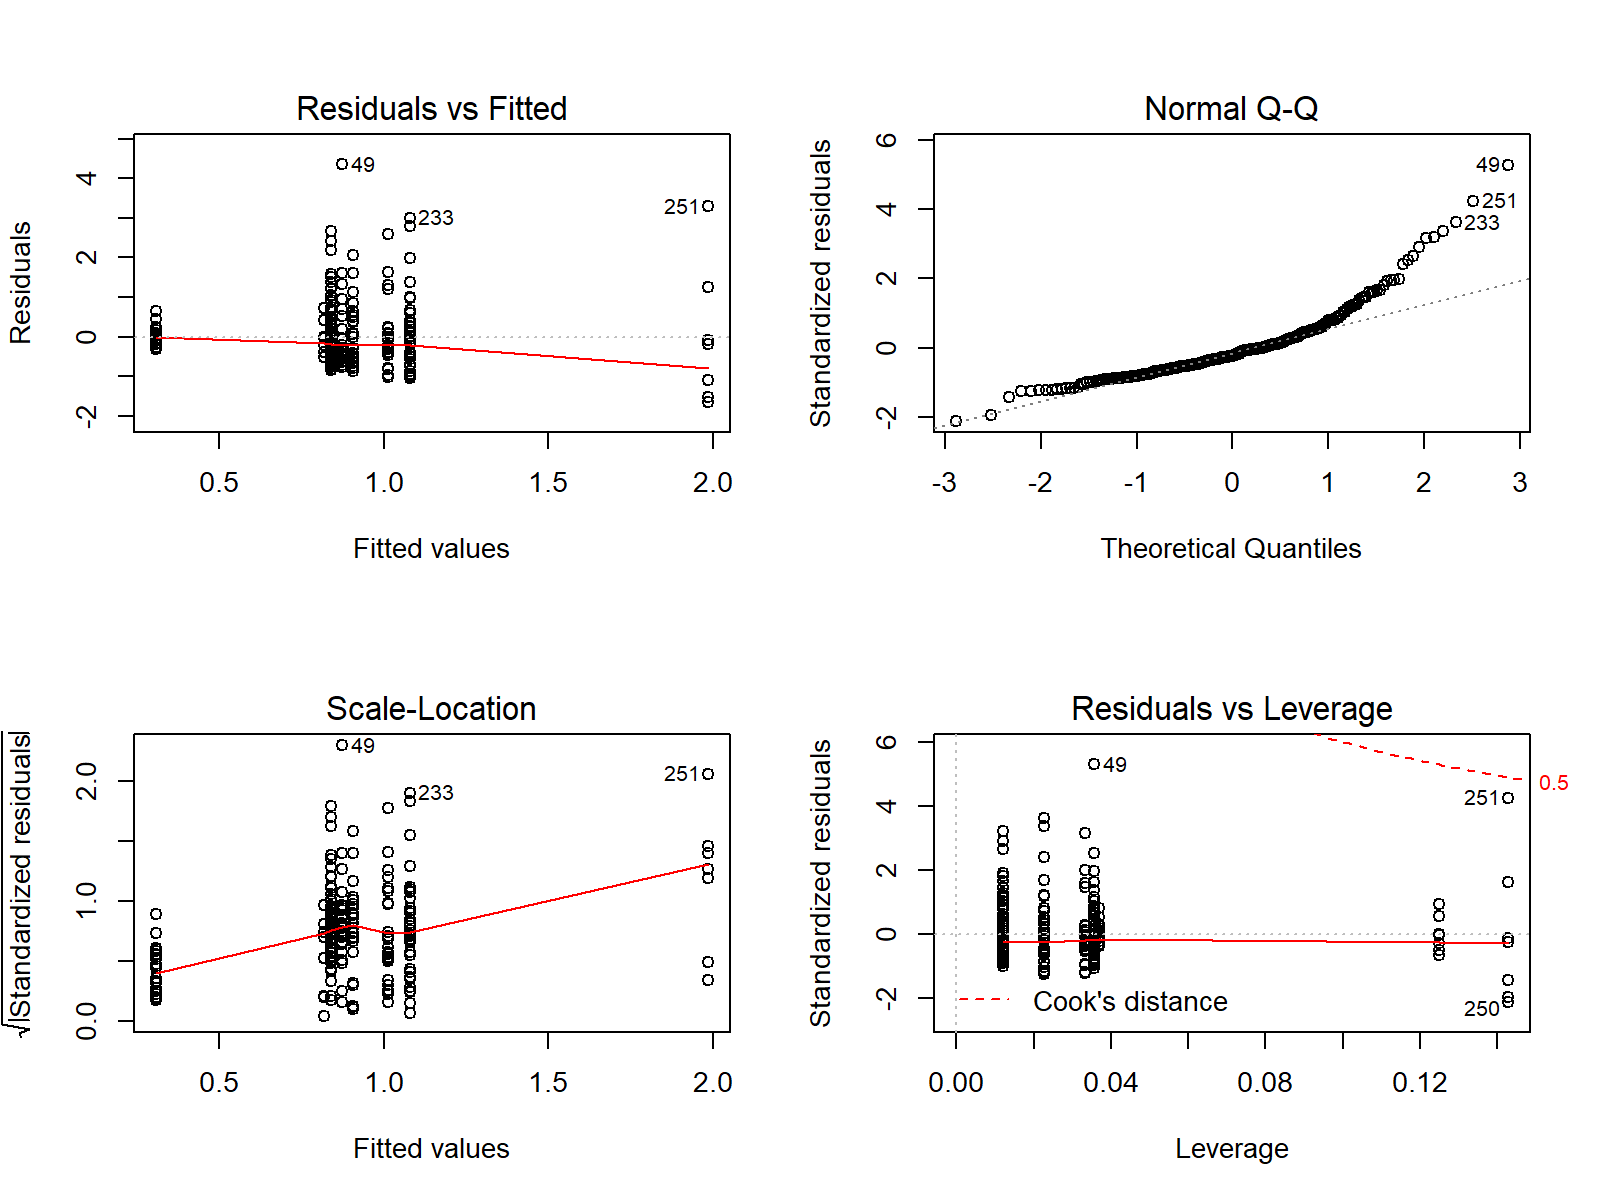 Residuals vs Fitted
Residuals
4
2
0
-2
49
233
251
0.5 1.0 1.5 2.0
Fitted values
Normal Q-Q
Standardized residuals
6
4
2
0
-2
49
251
233
-3 -2 -1 0 1 2 3
Theoretical Quantiles
Scale-Location
√|Standardized residuals|
2.0
1.0
0.0
49
251
233
0.5 1.0 1.5 2.0
Fitted values
Residuals vs Leverage
Standardized residuals
6
4
2
0
-2
49
0.5
251
250
Cook's distance
0.00 0.04 0.08 0.12
Leverage